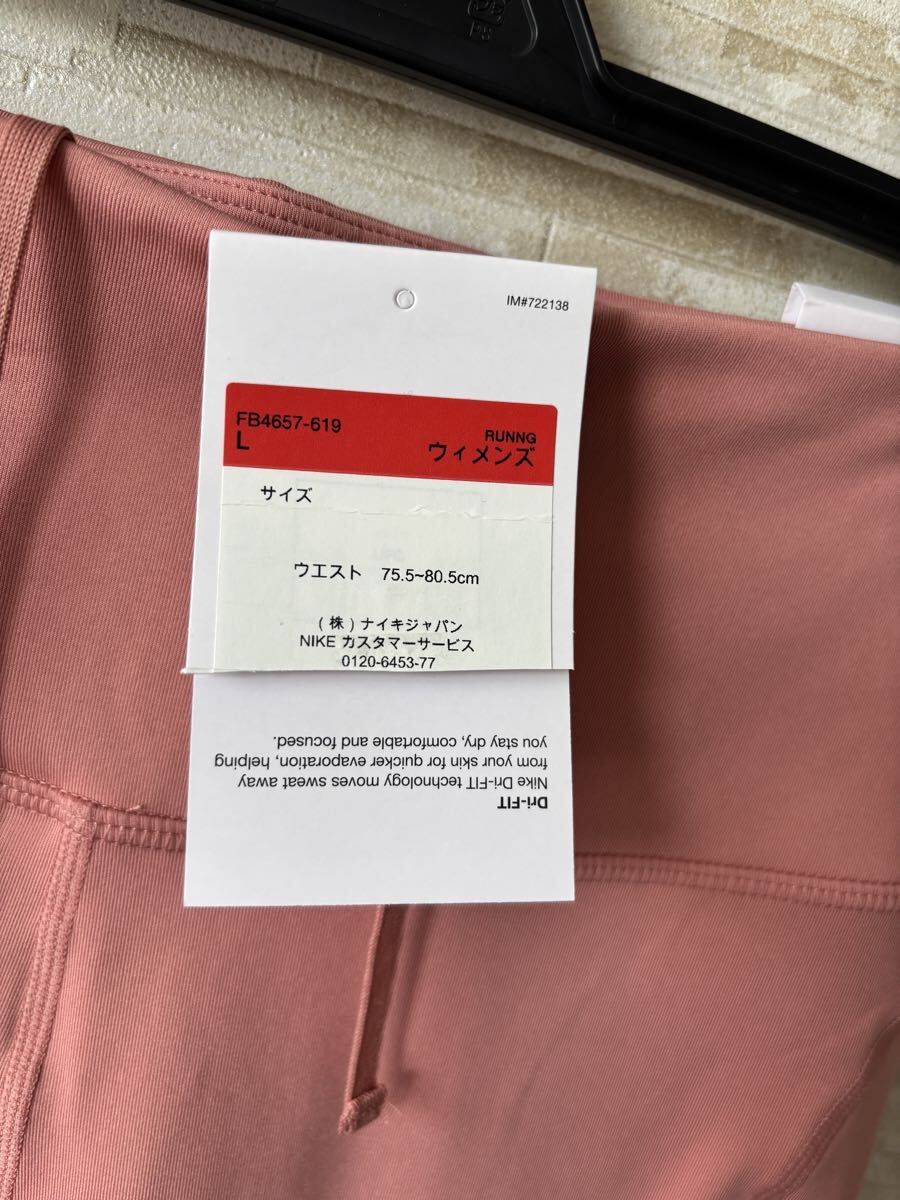 IM#722138
FB4657-619
RUNNG
L
ウィメンズ
サイズ
ウエスト 75.5~80.5cm
(株)ナイキジャパン
NIKE カスタマーサービス
0120-6453-77
Dri-FIT
Nike Dri-FIT technology moves sweat away
from your skin for quicker evaporation, helping
you stay dry, comfortable and focused.